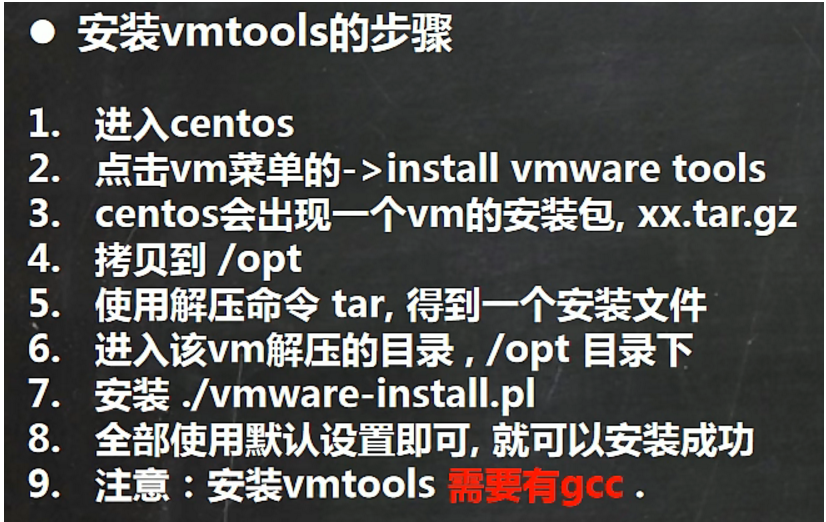 ● 安装vmtools的步骤
1. 进入centos
2. 点击vm菜单的->install vmware tools
3. centos会出现一个vm的安装包, xx.tar.gz
4. 拷贝到 /opt
5. 使用解压命令 tar, 得到一个安装文件
6. 进入该vm解压的目录 , /opt 目录下
7. 安装 ./vmware-install.pl
8. 全部使用默认设置即可, 就可以安装成功
9. 注意：安装vmtools 需要有gcc .